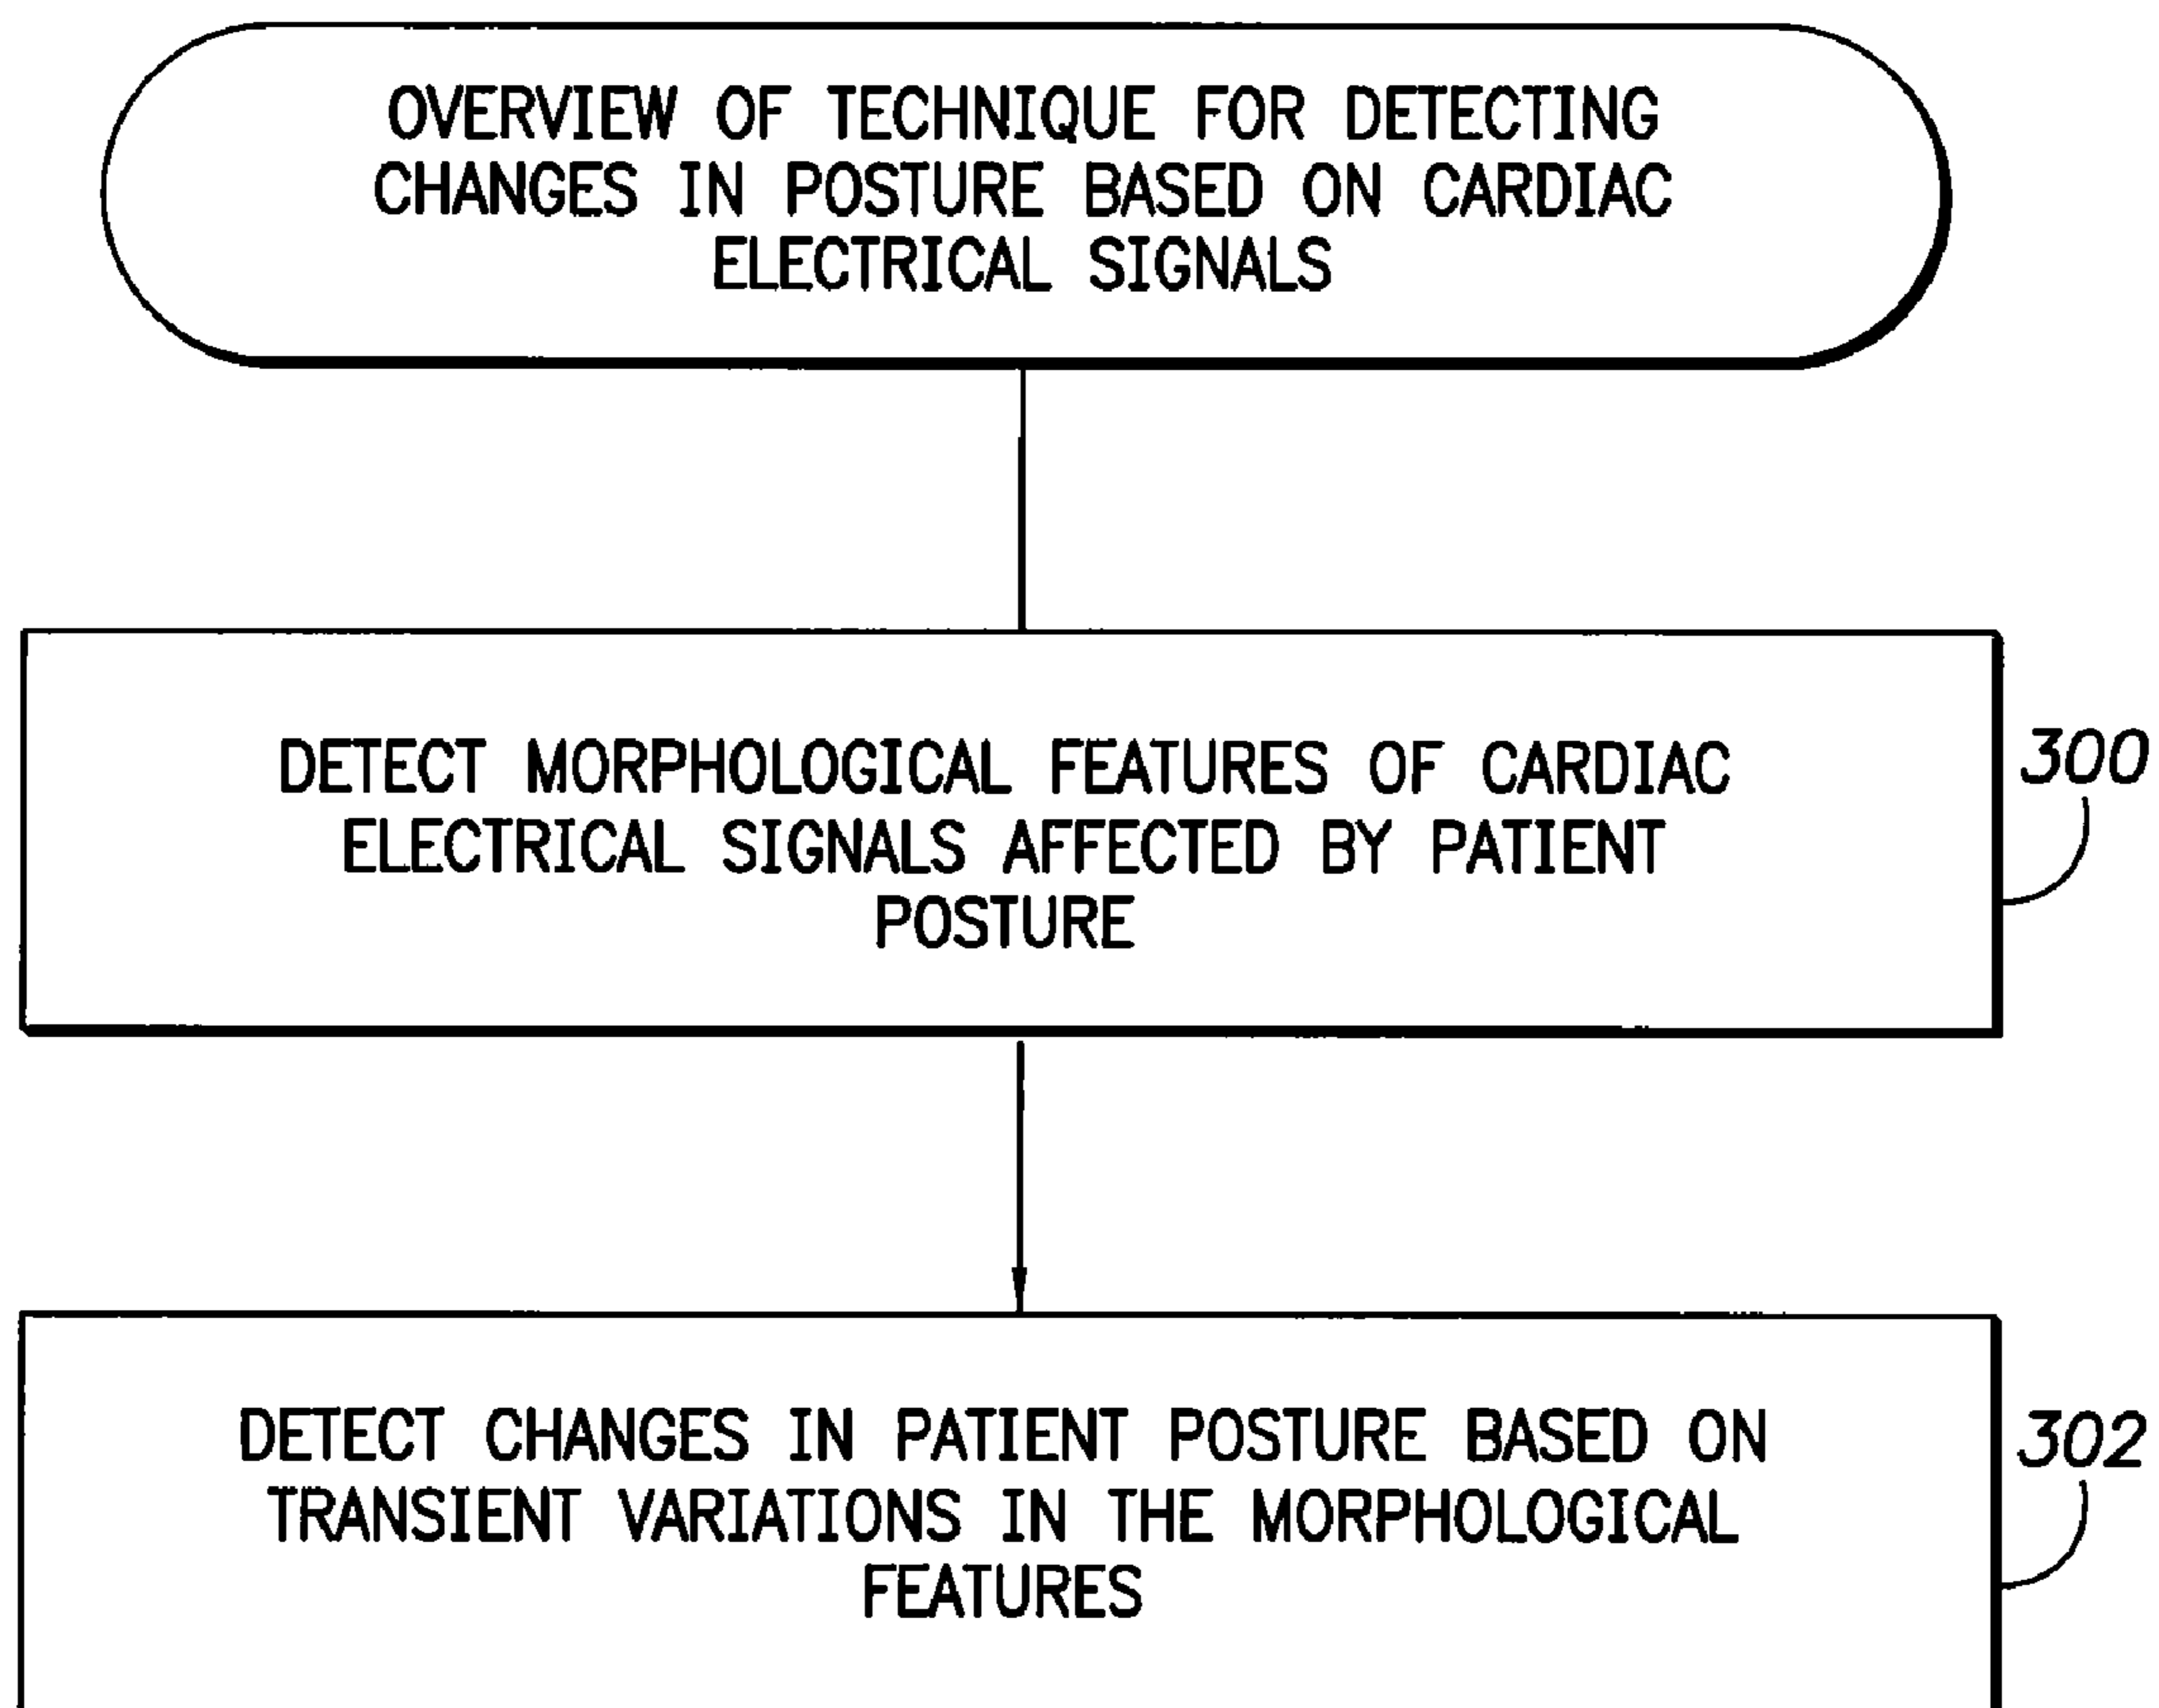 OVERVIEW OF TECHNIQUE FOR DETECTING
CHANGES IN POSTURE BASED ON CARDIAC
ELECTRICAL SIGNALS
DETECT MORPHOLOGICAL FEATURES OF CARDIAC
ELECTRICAL SIGNALS AFFECTED BY PATIENT
POSTURE
300
DETECT CHANGES IN PATIENT POSTURE BASED ON
TRANSIENT VARIATIONS IN THE MORPHOLOGICAL
FEATURES
302